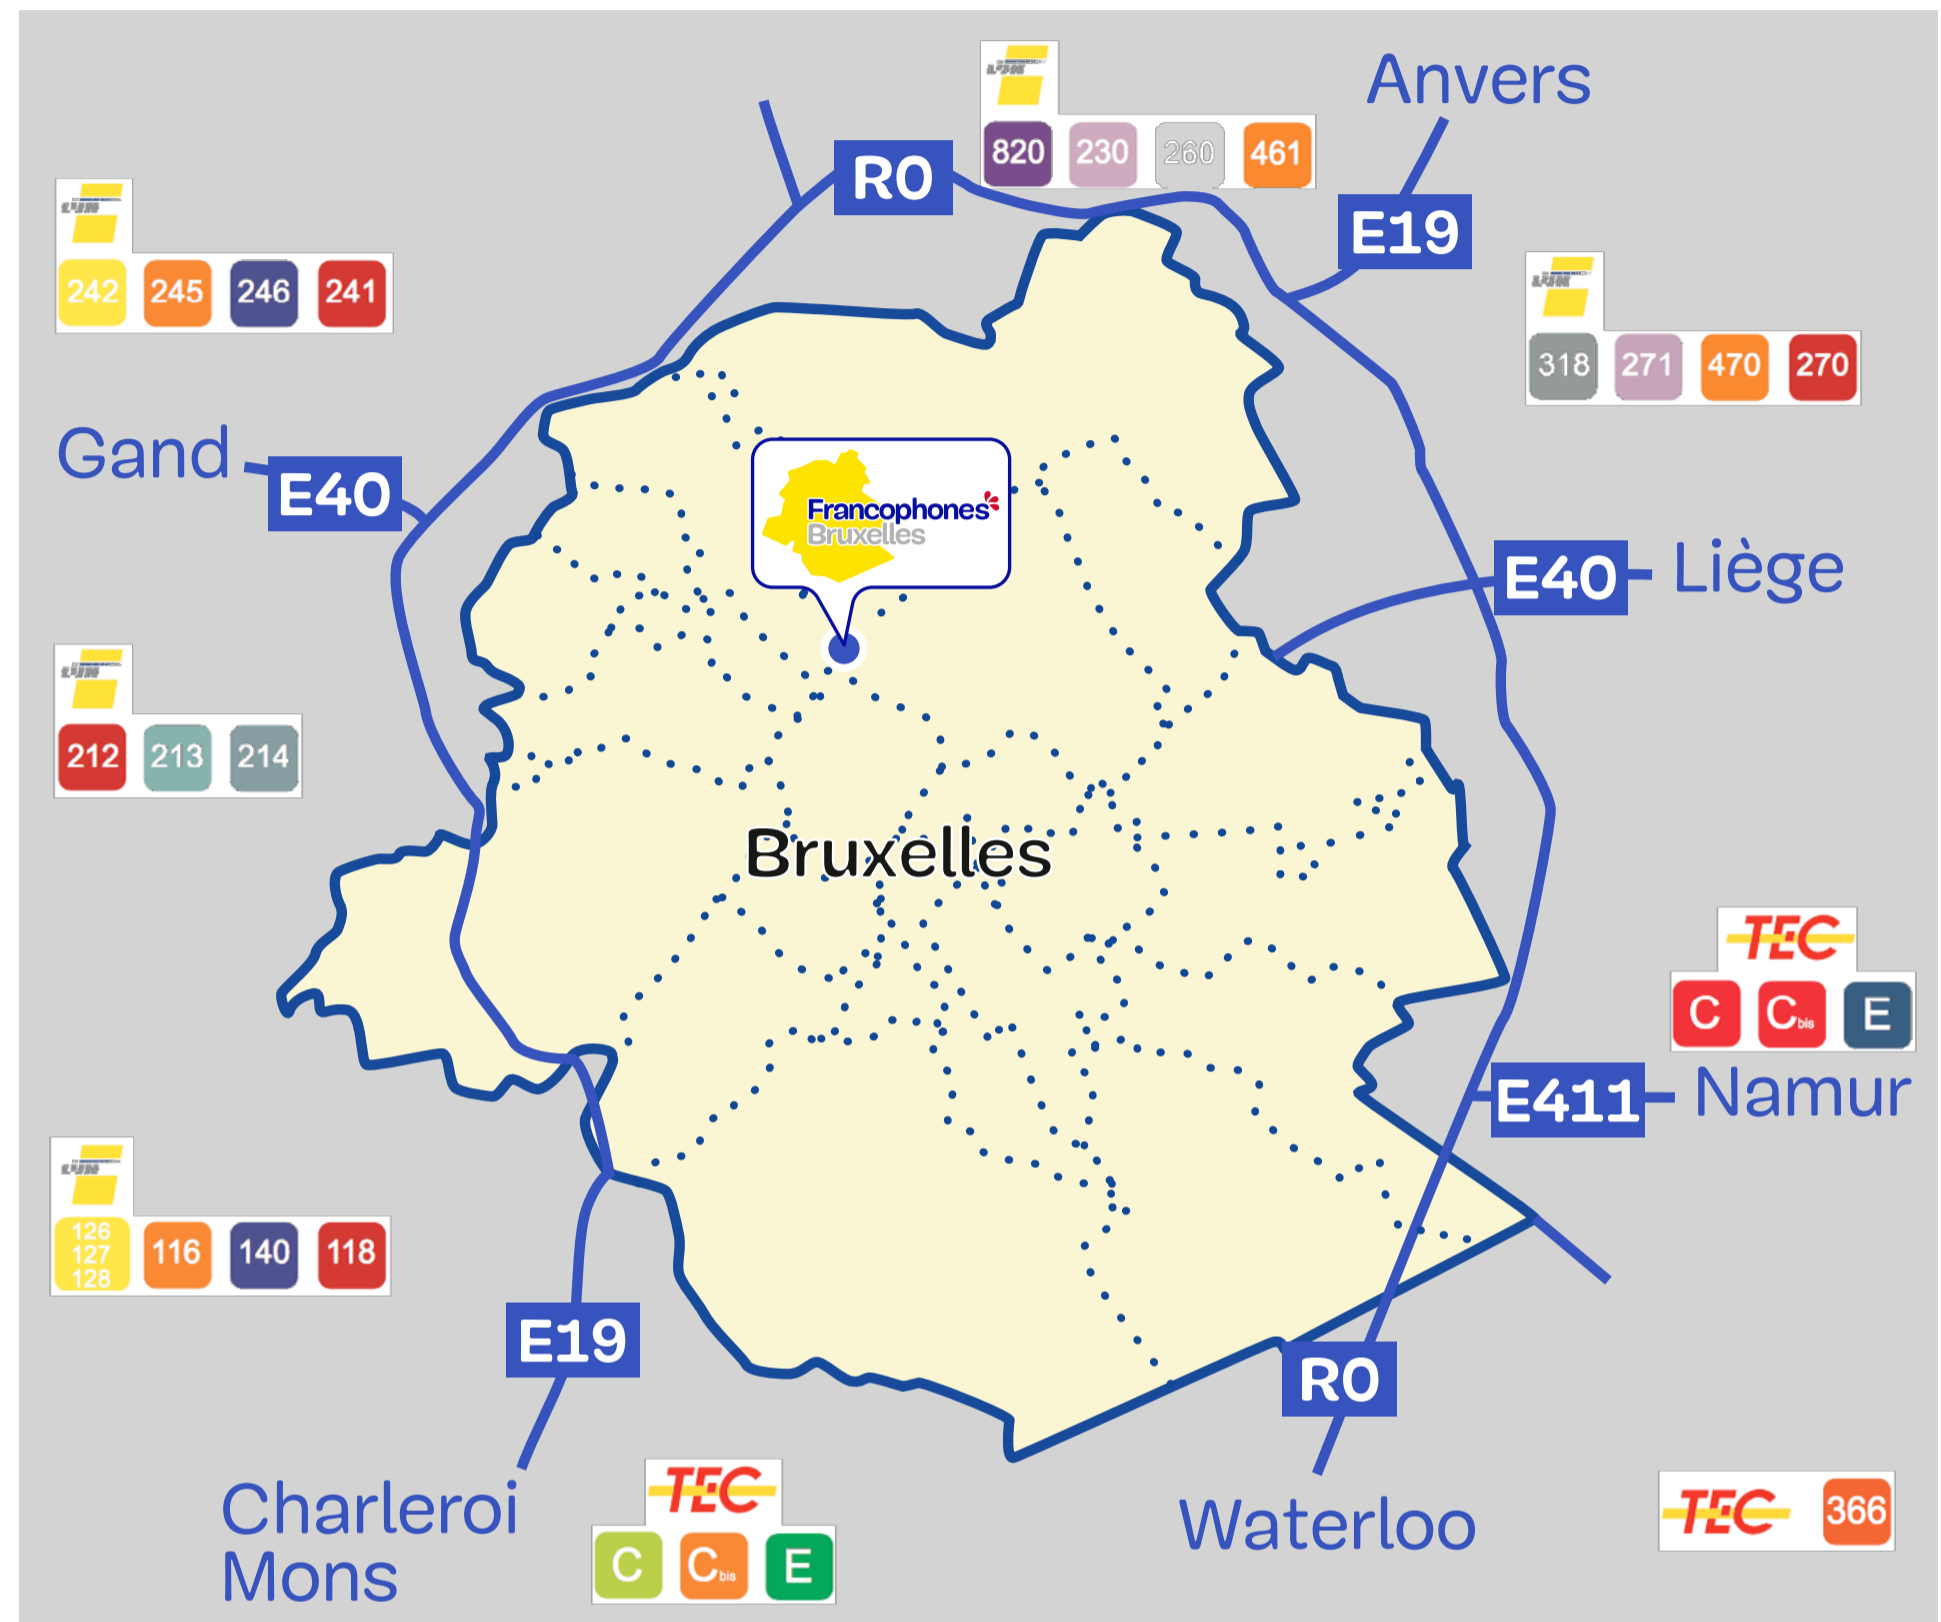 Anvers
820 230 260 461
R0
E19
242 245 246 241
318 271 470 270
Gand
E40
Francophones
Bruxelles
E40
Liège
212 213 214
Bruxelles
TEC
C Cbis E
E411
Namur
126
127
128
116 140 118
E19
R0
Charleroi
Mons
TEC
C Cbis E
Waterloo
TEC 366